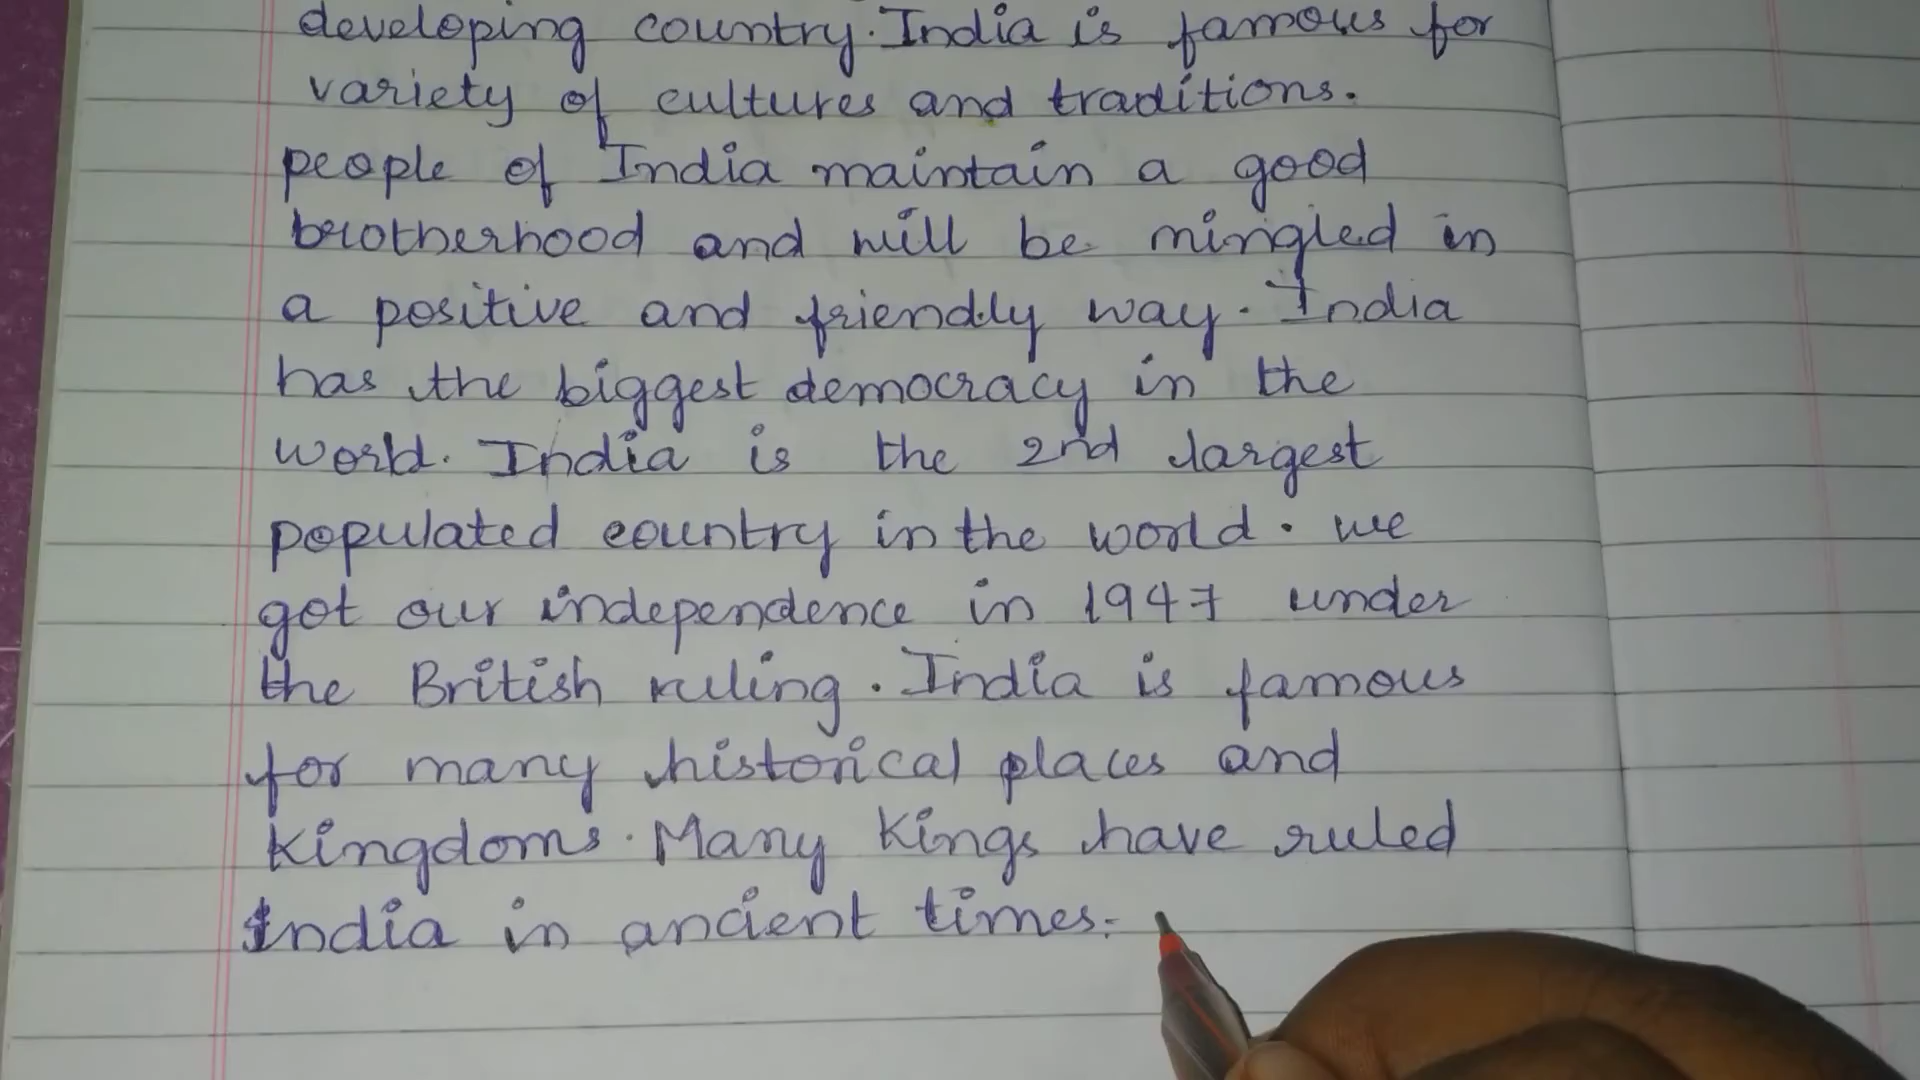 developing country. India is famous for
variety of cultures and traditions.
people of India maintain a good
brotherhood and will be mingled in
a positive and friendly way. India
has the biggest democracy in the
world. India is the 2nd largest
populated country in the world. we
got our independence in 1947 under
the British ruling. India is famous
for many historical places and
kingdoms. Many kings have ruled
India in ancient times.